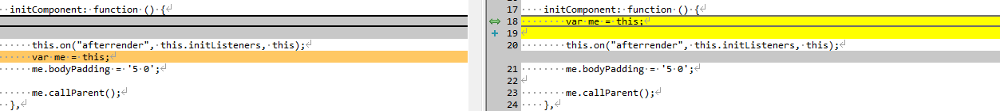 initComponent: function () {
this.on("afterrender", this.initListeners, this);
var me = this;
me.bodyPadding = '5 0';
me.callParent();
},
17 initComponent: function () {
18 var me = this;
19
20 this.on("afterrender", this.initListeners, this);
21 me.bodyPadding = '5 0';
22
23 me.callParent();
24 },